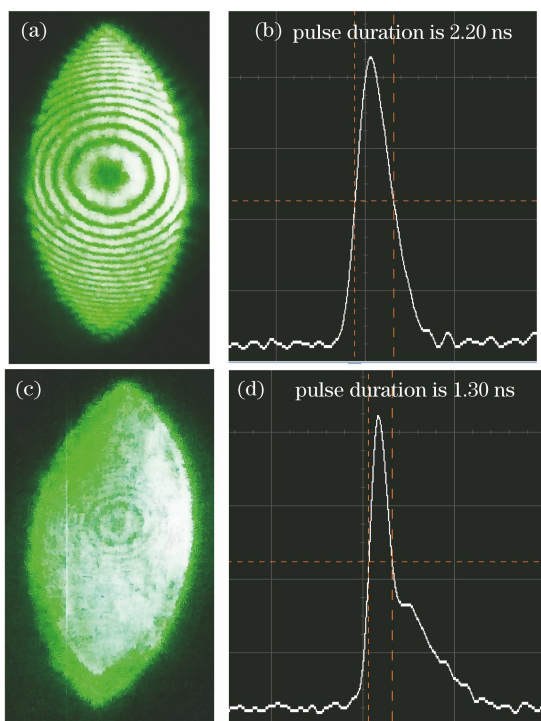 (a)
(b) pulse duration is 2.20 ns
(c)
(d) pulse duration is 1.30 ns